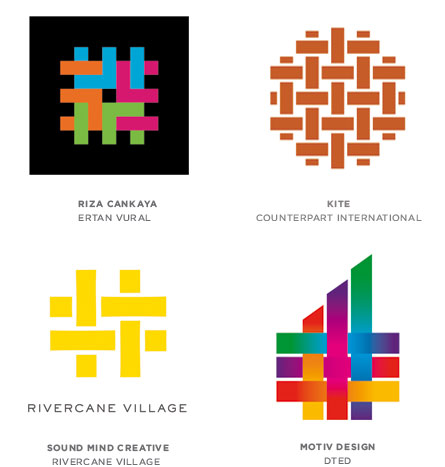 RIZA CANKAYA
ERTAN VURAL
KITE
COUNTERPART INTERNATIONAL
RIVERCANE VILLAGE
SOUND MIND CREATIVE
RIVERCANE VILLAGE
MOTIV DESIGN
DTED